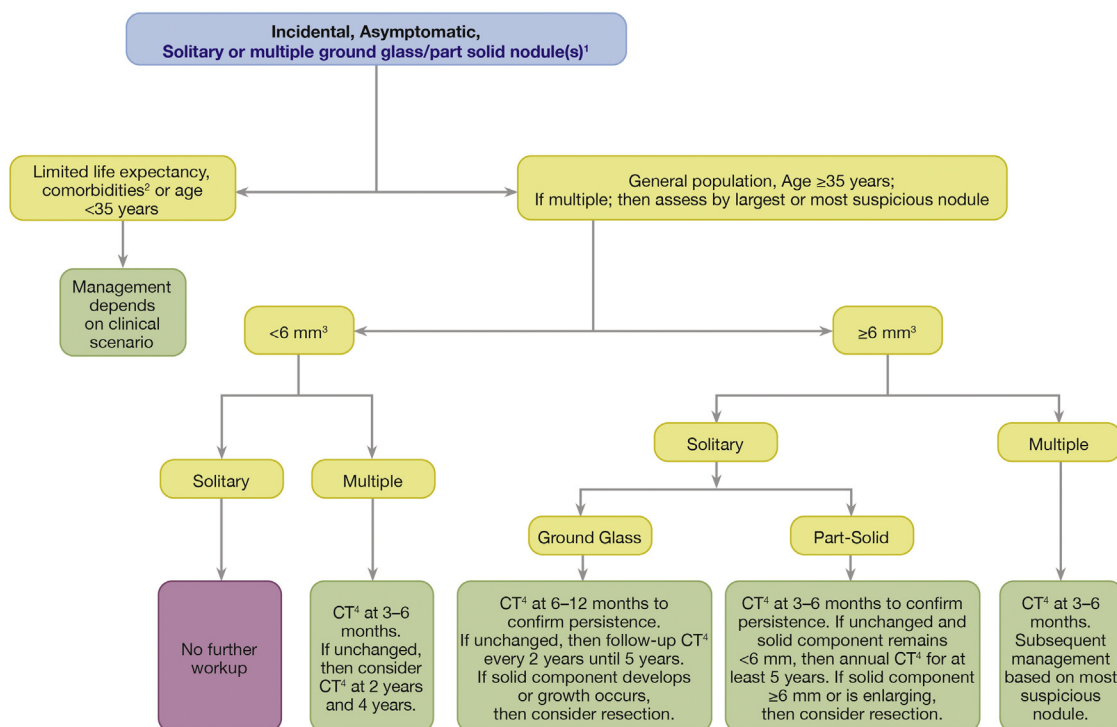 Incidental, Asymptomatic,
Solitary or multiple ground glass/part solid nodule(s)¹
Limited life expectancy,
comorbidities² or age
<35 years
General population, Age ≥35 years;
If multiple; then assess by largest or most suspicious nodule
Management
depends
on clinical
scenario
<6 mm³
≥6 mm³
Solitary
Multiple
Solitary
Multiple
Ground Glass
Part-Solid
No further
workup
CT⁴ at 3–6
months.
If unchanged,
then consider
CT⁴ at 2 years
and 4 years.
CT⁴ at 6–12 months to
confirm persistence.
If unchanged, then follow-up CT⁴
every 2 years until 5 years.
If solid component develops
or growth occurs,
then consider resection.
CT⁴ at 3–6 months to confirm
persistence. If unchanged and
solid component remains
<6 mm, then annual CT⁴ for at
least 5 years. If solid component
≥6 mm or is enlarging,
then consider resection.
CT⁴ at 3–6
months.
Subsequent
management
based on most
suspicious
nodule.